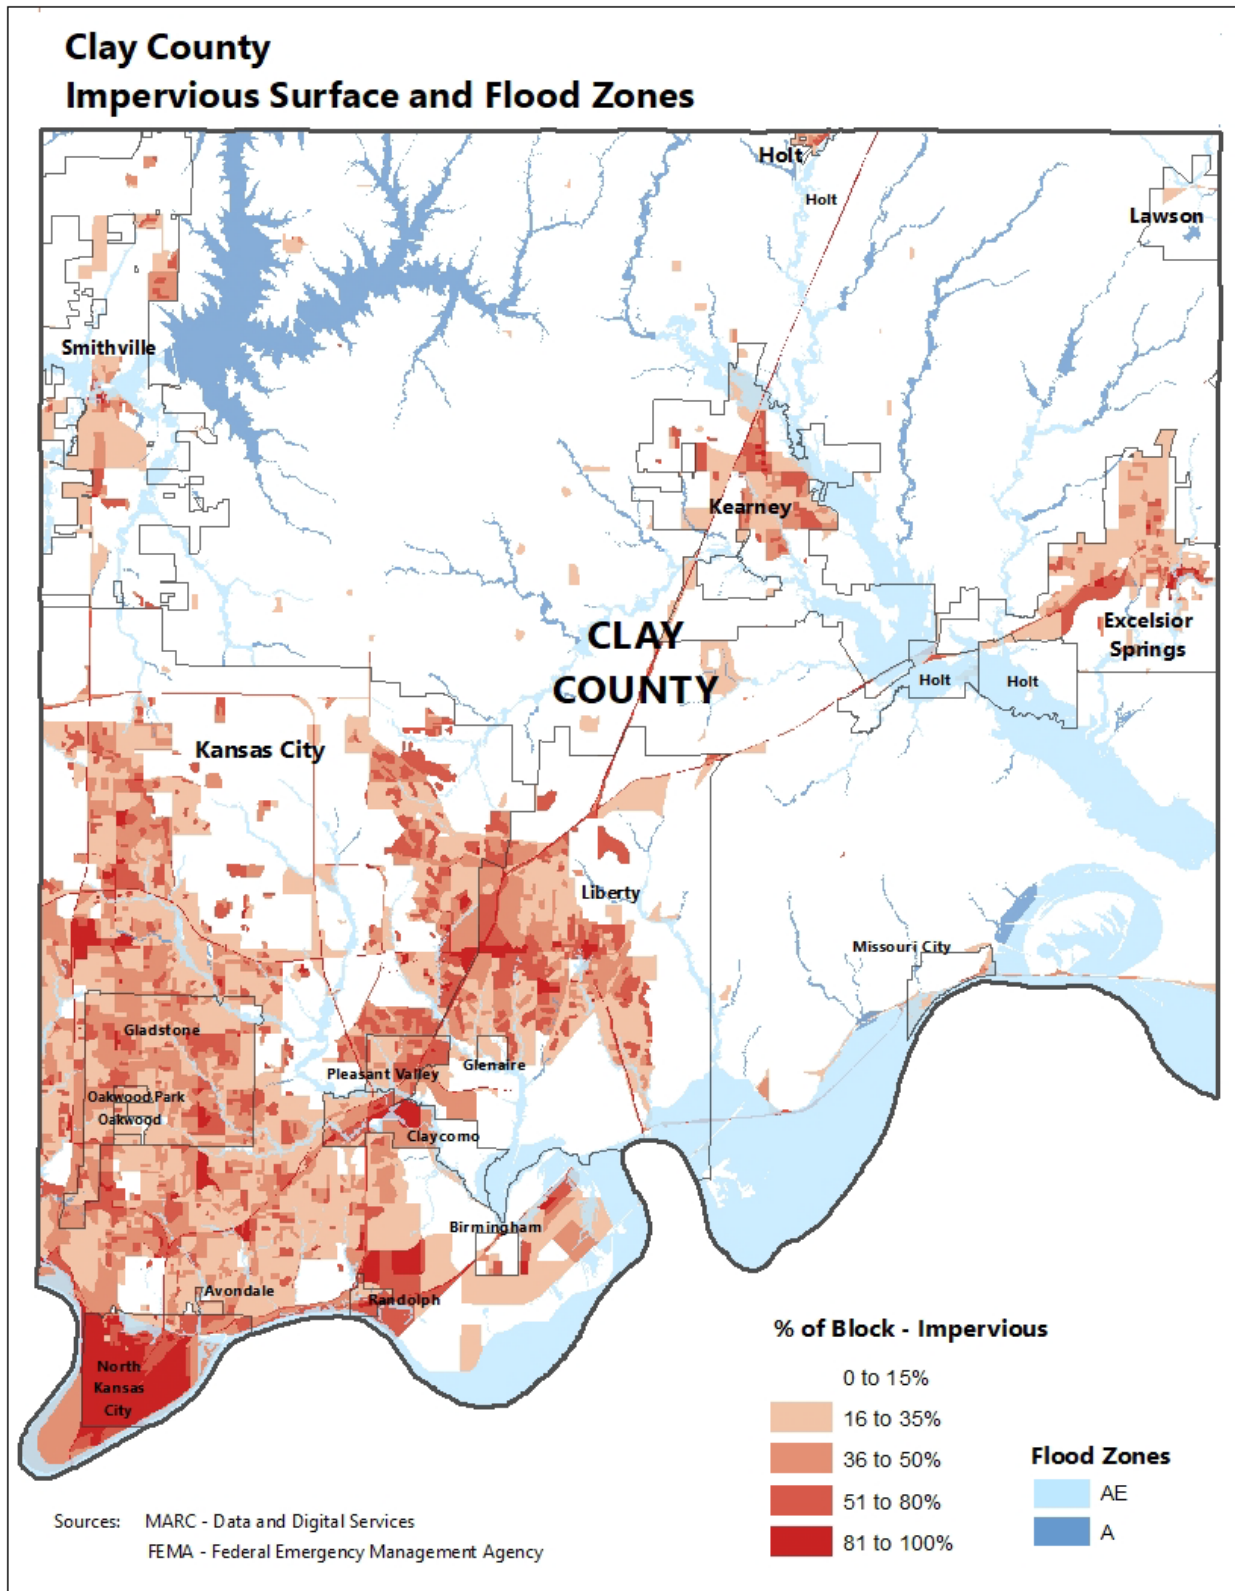 Clay County
Impervious Surface and Flood Zones
Holt
Holt
Lawson
Smithville
Kearney
Excelsior
Springs
CLAY
COUNTY
Holt
Holt
Kansas City
Liberty
Missouri City
Gladstone
Glenaire
Pleasant Valley
Oakwood Park
Oakwood
Claycomo
Birmingham
Avondale
Randolph
North
Kansas
City
% of Block - Impervious
0 to 15%
16 to 35%
36 to 50%
51 to 80%
81 to 100%
Flood Zones
AE
A
Sources: MARC - Data and Digital Services
FEMA - Federal Emergency Management Agency